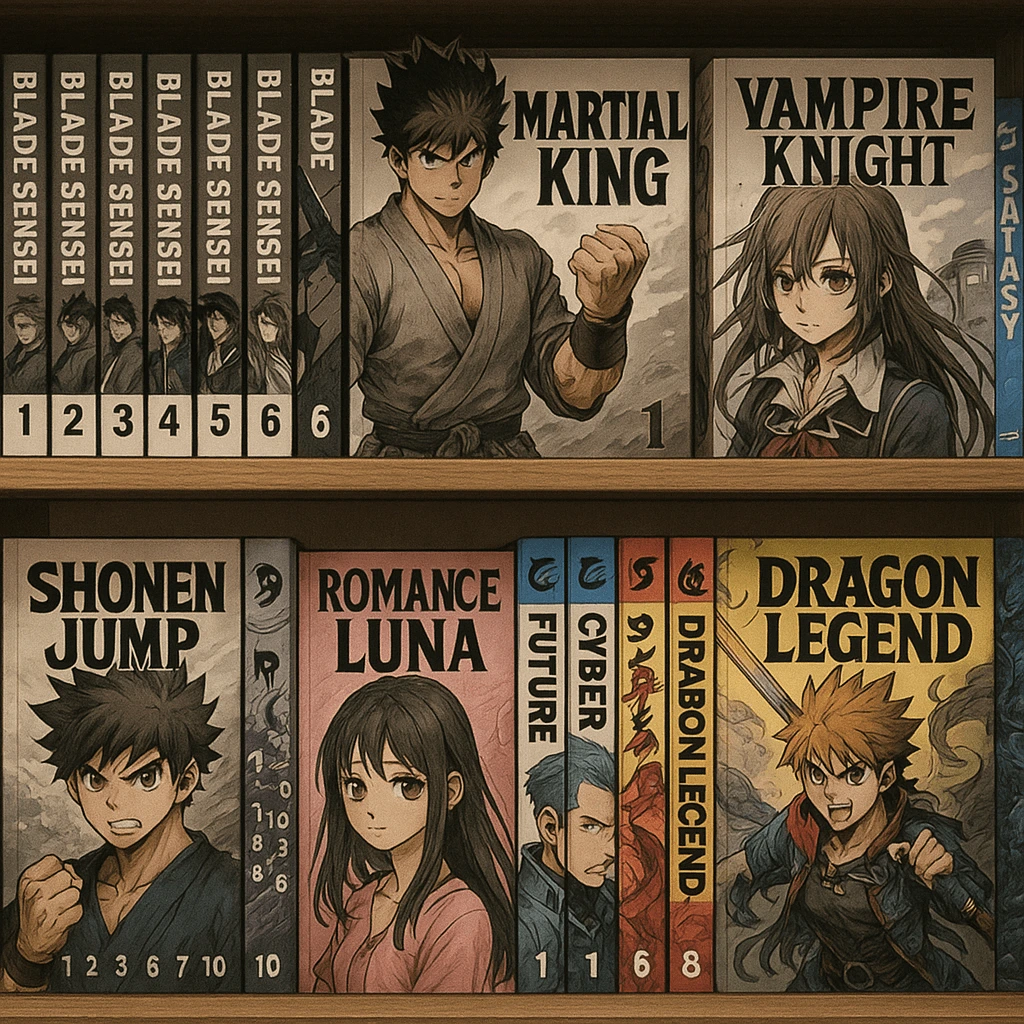 BLADE SENSEI
1
BLADE SENSEI
2
BLADE SENSEI
3
BLADE SENSEI
4
BLADE SENSEI
5
BLADE SENSEI
6
BLADE
6
MARTIAL
KING
1
VAMPIRE
KNIGHT
SATASY
SHONEN
JUMP
1 2 3 6 7 10
10
ROMANCE
LUNA
FUTURE
1
CYBER
1
6
DRABON LECEND
8
DRAGON
LEGEND